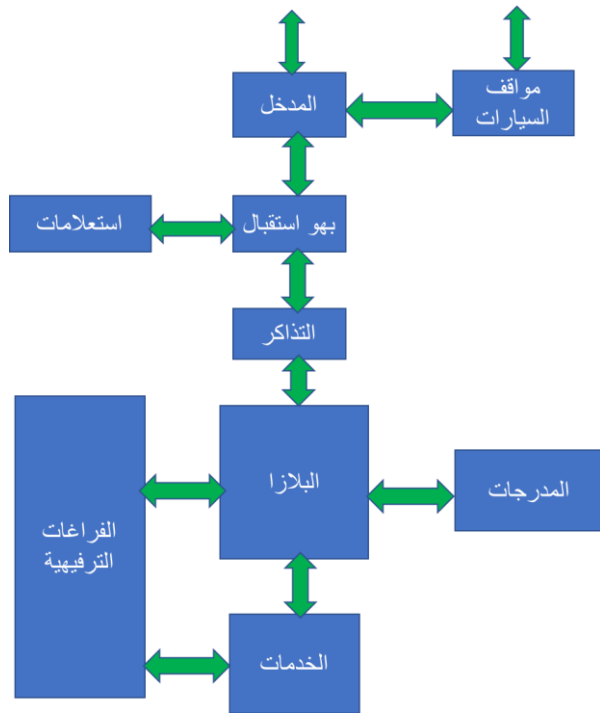 مواقف
السيارات
المدخل
بهو استقبال
استعلامات
التذاكر
البلازا
المدرجات
الفراغات
الترفيهية
الخدمات